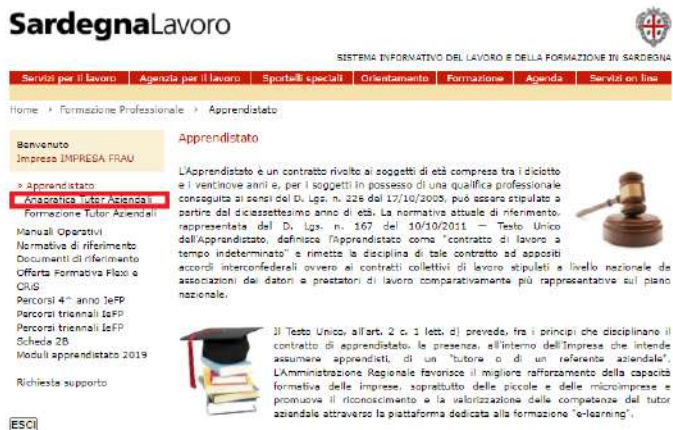 SardegnaLavoro
SISTEMA INFORMATIVO DEL LAVORO E DELLA FORMAZIONE IN SARDEGNA
Servizi per il lavoro Agenzia per il lavoro Sportelli speciali Orientamento Formazione Agenda Servizi on line
Home › Formazione Professionale › Apprendistato
Benvenuto
Impresa IMPRESA FRAU
» Apprendistato
Anagrafica Tutor Aziendali
Formazione Tutor Aziendali
Manuali Operativi
Normativa di riferimento
Documenti di riferimento
Offerta Formativa Flexi e
CRiS
Percorsi 4^ anno IeFP
Percorsi triennali IeFP
Percorsi triennali IeFP
Scheda 2B
Moduli apprendistato 2019
Richiesta supporto
ESCI
Apprendistato
L'Apprendistato è un contratto rivolto ai soggetti di età compresa tra i diciotto
e i ventinove anni e, per i soggetti in possesso di una qualifica professionale
conseguita ai sensi del D. Lgs. n. 226 del 17/10/2005, può essere stipulato a
partire dal diciassettesimo anno di età. La normativa attuale di riferimento,
rappresentata dal D. Lgs. n. 167 del 10/10/2011 — Testo Unico
dell'Apprendistato, definisce l'Apprendistato come "contratto di lavoro a
tempo indeterminato" e rimette la disciplina di tale contratto ad appositi
accordi interconfederali ovvero ai contratti collettivi di lavoro stipulati a livello nazionale da
associazioni dei datori e prestatori di lavoro comparativamente più rappresentative sul piano
nazionale.
Il Testo Unico, all'art. 2 c. 1 lett. d) prevede, fra i principi che disciplinano il
contratto di apprendistato, la presenza, all'interno dell'Impresa che intende
assumere apprendisti, di un "tutore o di un referente aziendale".
L'Amministrazione Regionale favorisce il migliore rafforzamento della capacità
formativa delle imprese, soprattutto delle piccole e delle microimprese e
promuove il riconoscimento e la valorizzazione delle competenze del tutor
aziendale attraverso la piattaforma dedicata alla formazione "e-learning".